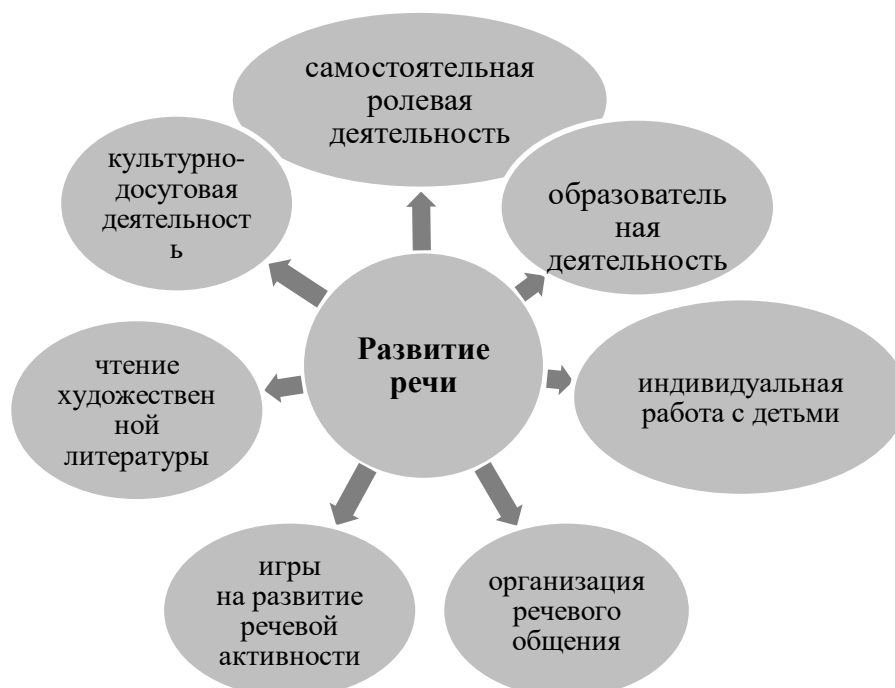 самостоятельная
ролевая
деятельность
культурно-
досуговая
деятельност
ь
образователь
ная
деятельность
Развитие
речи
чтение
художествен
ной
литературы
индивидуальная
работа с детьми
игры
на развитие
речевой
активности
организация
речевого
общения